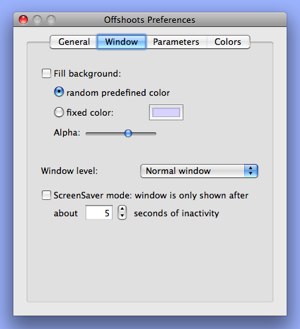 Offshoots Preferences
General Window Parameters Colors
Fill background:
random predefined color
fixed color:
Alpha:
Window level: Normal window
ScreenSaver mode: window is only shown after
about 5 seconds of inactivity